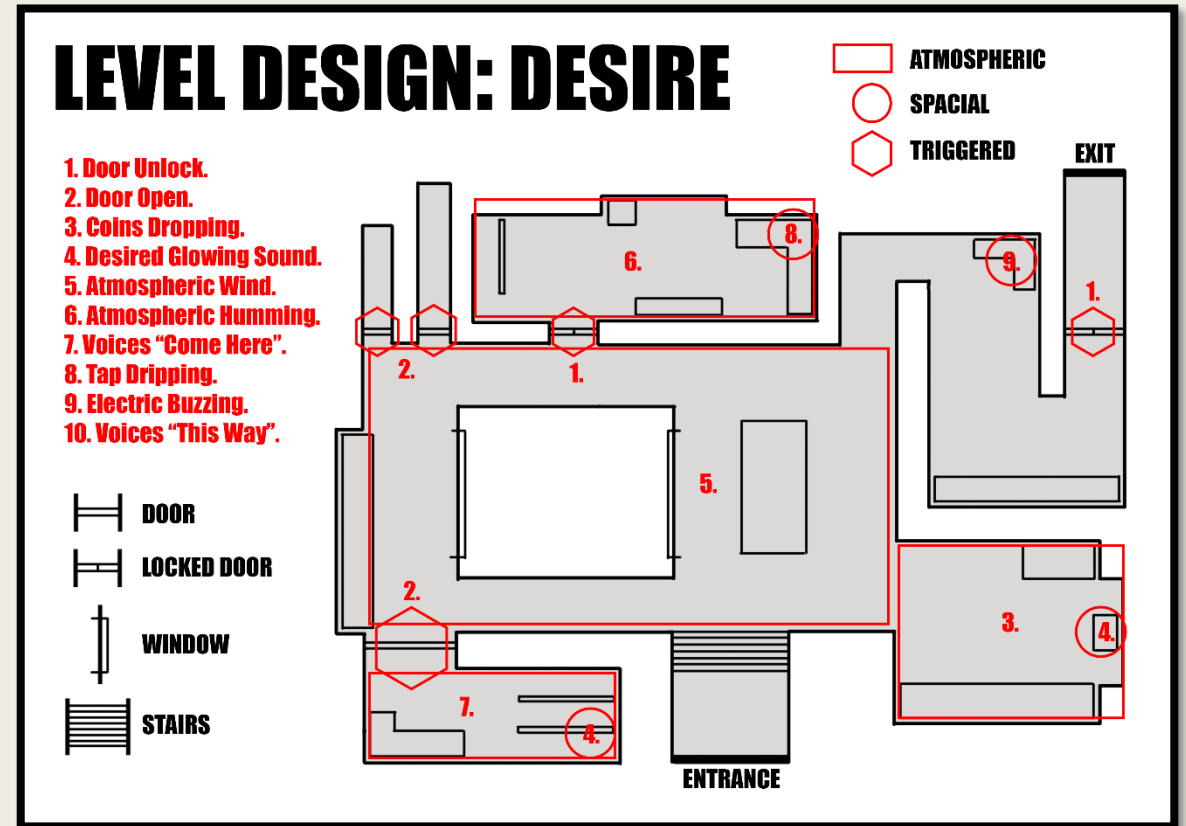 LEVEL DESIGN: DESIRE
ATMOSPHERIC
SPACIAL
TRIGGERED
EXIT
1. Door Unlock.
2. Door Open.
3. Coins Dropping.
4. Desired Glowing Sound.
5. Atmospheric Wind.
6. Atmospheric Humming.
7. Voices “Come Here”.
8. Tap Dripping.
9. Electric Buzzing.
10. Voices “This Way”.
DOOR
LOCKED DOOR
WINDOW
STAIRS
8.
6.
9.
1.
2.
1.
5.
2.
3.
4.
7.
4.
ENTRANCE